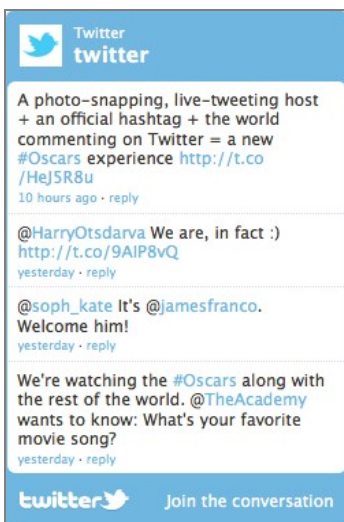 Twitter
twitter
A photo-snapping, live-tweeting host
+ an official hashtag + the world
commenting on Twitter = a new
#Oscars experience http://t.co
/HeJ5R8u
10 hours ago · reply
@HarryOtsdarva We are, in fact :)
http://t.co/9AlP8vQ
yesterday · reply
@soph_kate It's @jamesfranco.
Welcome him!
yesterday · reply
We're watching the #Oscars along with
the rest of the world. @TheAcademy
wants to know: What's your favorite
movie song?
yesterday · reply
twitter Join the conversation